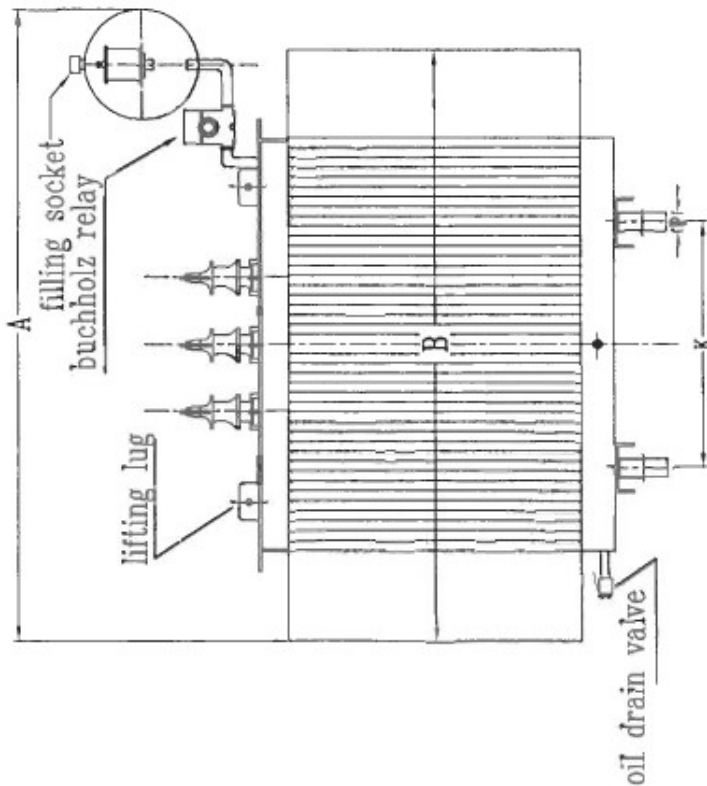 A
filling socket
buchholz relay
lifting lug
B
P
K
oil drain valve